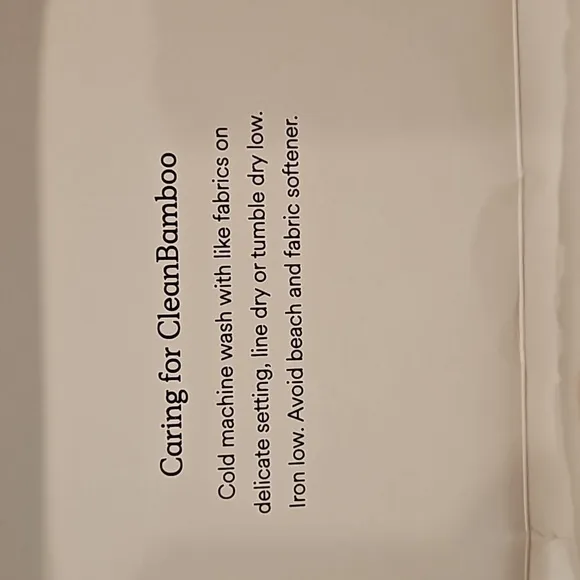 Caring for CleanBamboo
Cold machine wash with like fabrics on
delicate setting, line dry or tumble dry low.
Iron low. Avoid beach and fabric softener.